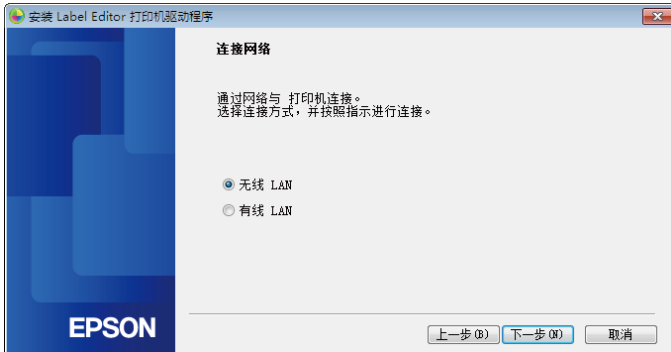 安装 Label Editor 打印机驱动程序
连接网络
通过网络与 打印机连接。
选择连接方式，并按照指示进行连接。
无线 LAN
有线 LAN
EPSON
上一步(B) 下一步(N) 取消